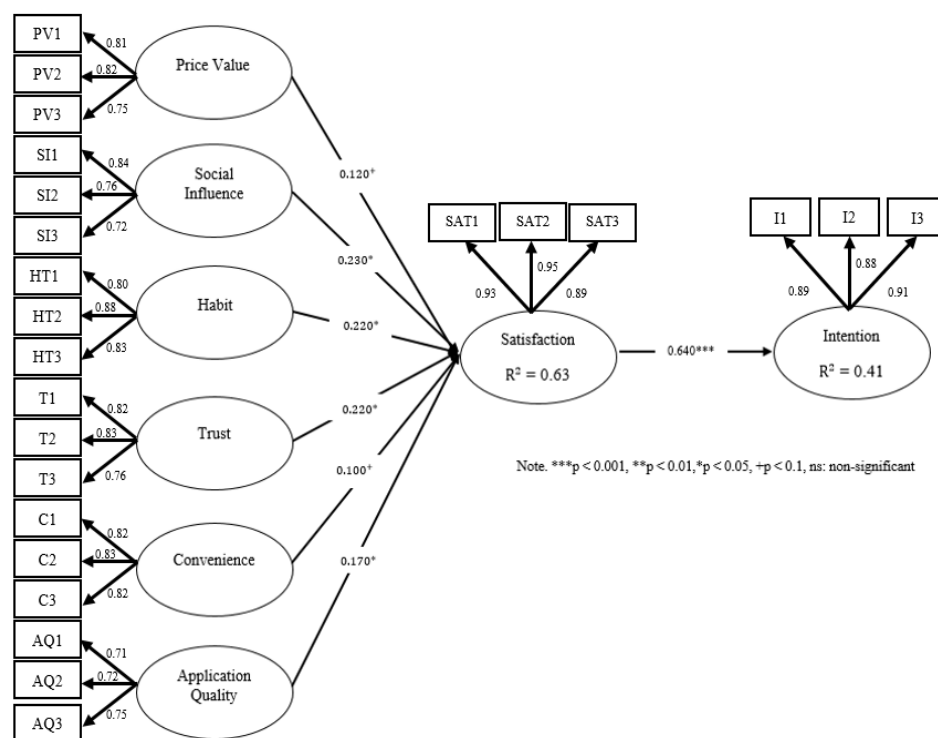 PV1
0.81
PV2
0.82
PV3
0.75
Price Value
SI1
0.84
SI2
0.76
SI3
0.72
Social
Influence
HT1
0.80
HT2
0.88
HT3
0.83
Habit
T1
0.82
T2
0.83
T3
0.76
Trust
C1
0.82
C2
0.83
C3
0.82
Convenience
AQ1
0.71
AQ2
0.72
AQ3
0.75
Application
Quality
0.120⁺
0.230*
0.220*
0.220*
0.100⁺
0.170*
SAT1
SAT2
SAT3
0.93
0.95
0.89
Satisfaction
R² = 0.63
0.640***
I1
I2
I3
0.89
0.88
0.91
Intention
R² = 0.41
Note. ***p < 0.001, **p < 0.01,*p < 0.05, +p < 0.1, ns: non-significant